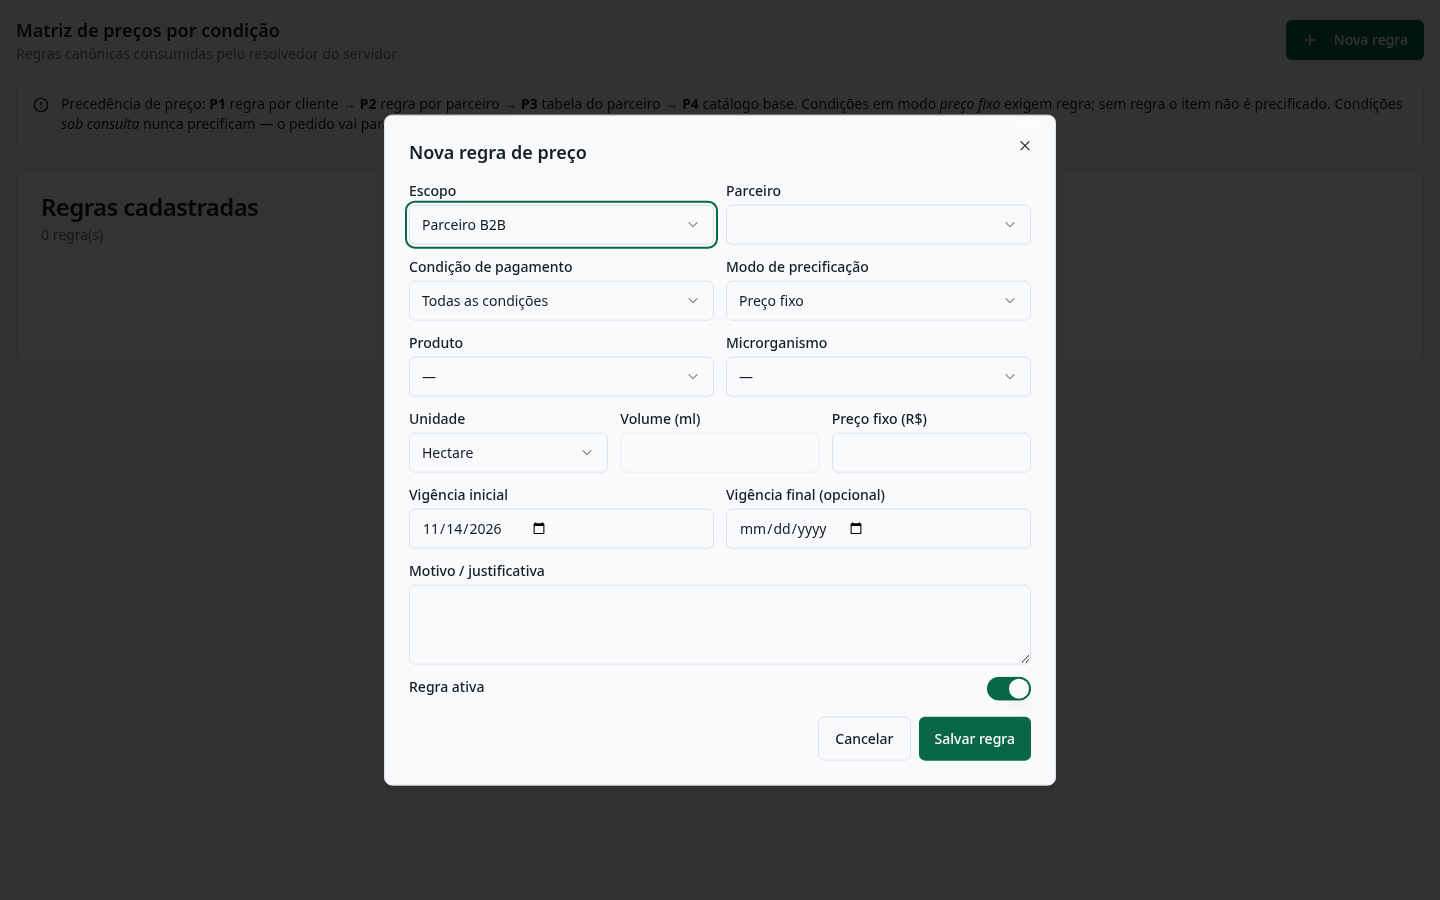 Matriz de preços por condição
Regras canônicas consumidas pelo resolvedor do servidor
Nova regra
Precedência de preço: P1 regra por cliente → P2 regra por parceiro → P3 tabela do parceiro → P4 catálogo base. Condições em modo preço fixo exigem regra; sem regra o item não é precificado. Condições
sob consulta nunca precificam — o pedido vai par
Regras cadastradas
0 regra(s)
Nova regra de preço
Escopo
Parceiro
Parceiro B2B
Condição de pagamento
Modo de precificação
Todas as condições
Preço fixo
Produto
Microrganismo
—
—
Unidade
Volume (ml)
Preço fixo (R$)
Hectare
Vigência inicial
Vigência final (opcional)
11/14/2026
mm/dd/yyyy
Motivo / justificativa
Regra ativa
Cancelar
Salvar regra